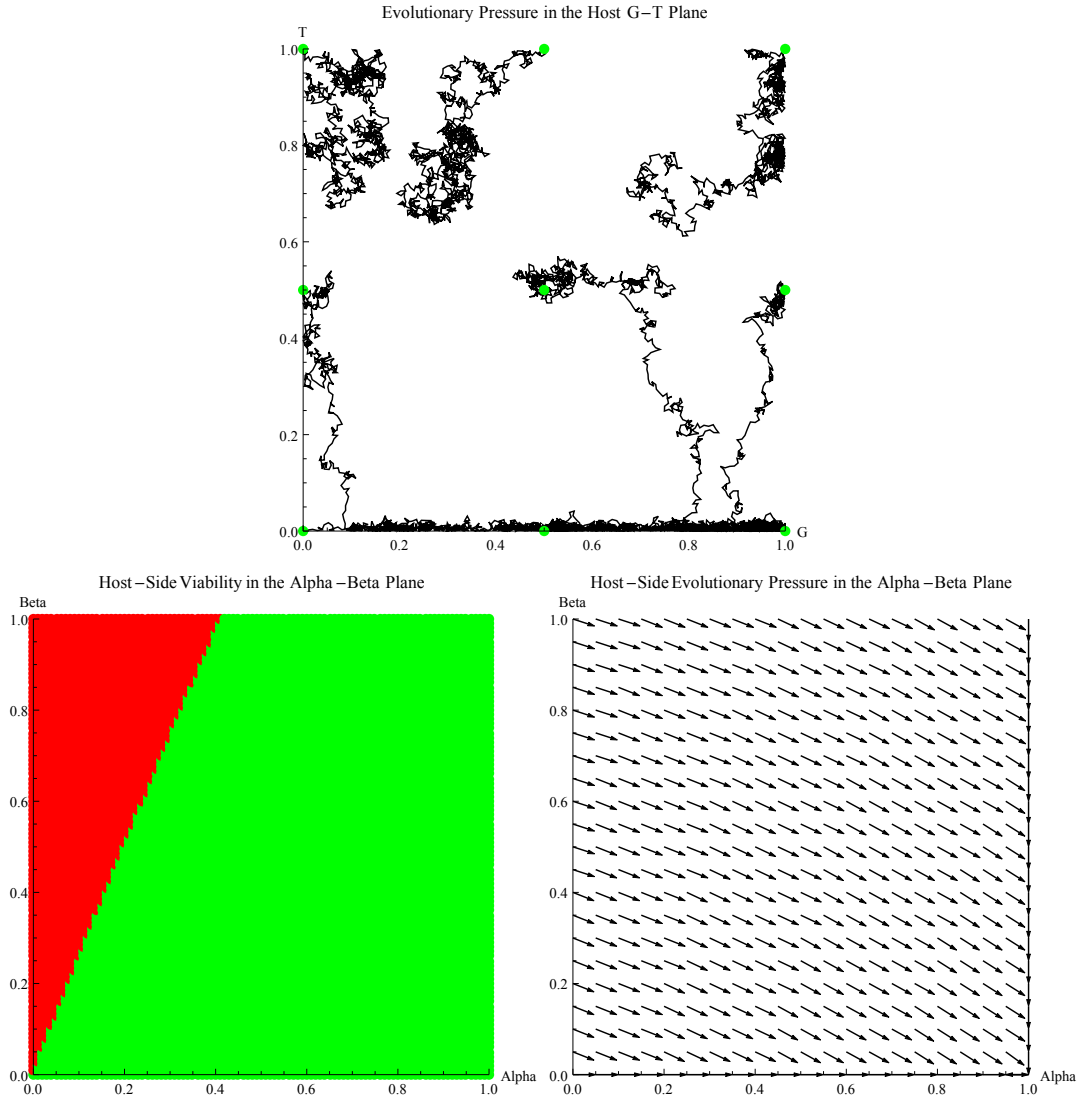 Evolutionary Pressure in the Host G–T Plane
T
1.0
0.8
0.6
0.4
0.2
0.0
0.0 0.2 0.4 0.6 0.8 1.0 G
Host–Side Viability in the Alpha–Beta Plane
Beta
1.0
0.8
0.6
0.4
0.2
0.0
0.0 0.2 0.4 0.6 0.8 1.0 Alpha
Host–Side Evolutionary Pressure in the Alpha–Beta Plane
Beta
1.0
0.8
0.6
0.4
0.2
0.0
0.0 0.2 0.4 0.6 0.8 1.0 Alpha